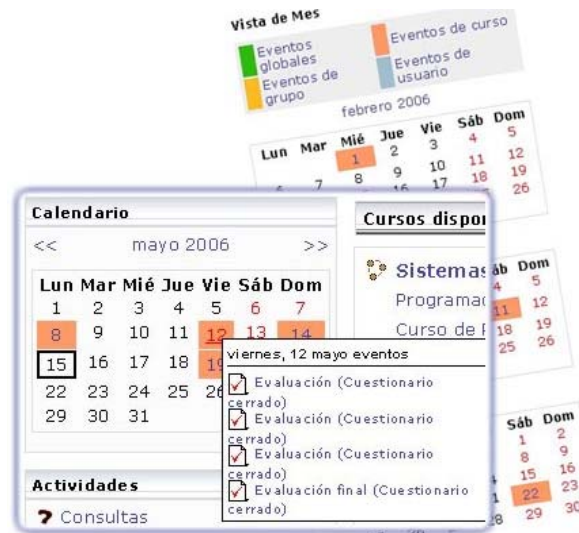 Vista de Mes
Eventos globales
Eventos de curso
Eventos de grupo
Eventos de usuario
febrero 2006
Lun Mar Mié Jue Vie Sáb Dom
1 2 3 4 5
6 7 8 9 10 11 12
16 17 18 19
26
Calendario
<< mayo 2006 >>
Lun Mar Mié Jue Vie Sáb Dom
1 2 3 4 5 6 7
8 9 10 11 12 13 14
15 16 17 18 19
22 23 24 25 26
29 30 31
viernes, 12 mayo eventos
Evaluación (Cuestionario
cerrado)
Evaluación (Cuestionario
cerrado)
Evaluación (Cuestionario
cerrado)
Evaluación final (Cuestionario
cerrado)
Actividades
? Consultas
Cursos dispon
Sistemas
Programac
Curso de P
áb Dom
4 5
11 12
18 19
25 26
Sáb Dom
1 2
8 9
15 16
22 23
28 29 30